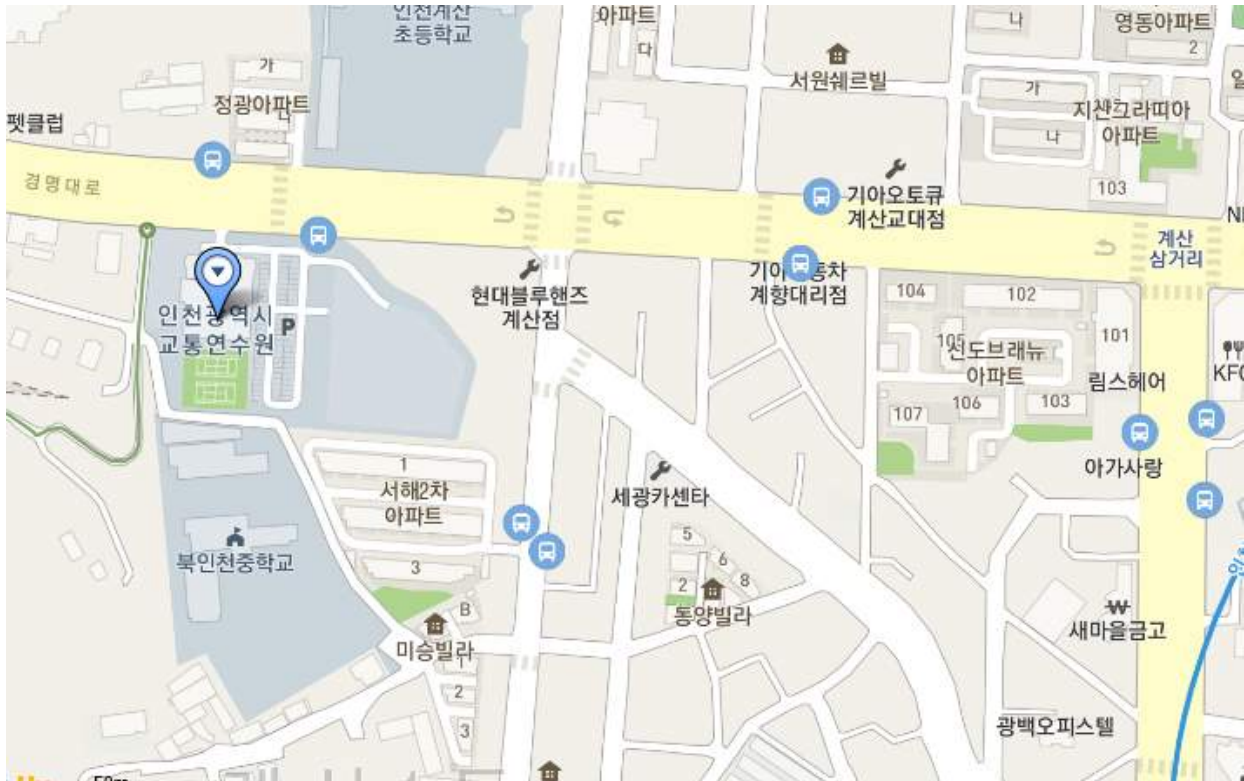 인천계산
초등학교
아파트
다
나
영동아파트
2
가
정광아파트
서원쉐르빌
가
지산그라피아
아파트
나
103
펫클럽
경명대로
기아오토큐
계산교대점
계산
삼거리
현대블루핸즈
계산점
계향대리점
104
102
101
105
신도브래뉴
아파트
인천광역시
교통연수원
P
림스헤어
107
106
103
1
서해2차
아파트
3
세광카센타
아가사랑
북인천중학교
5
6
2
8
동양빌라
B
미승빌라
1
2
3
₩
새마을금고
광백오피스텔
50m